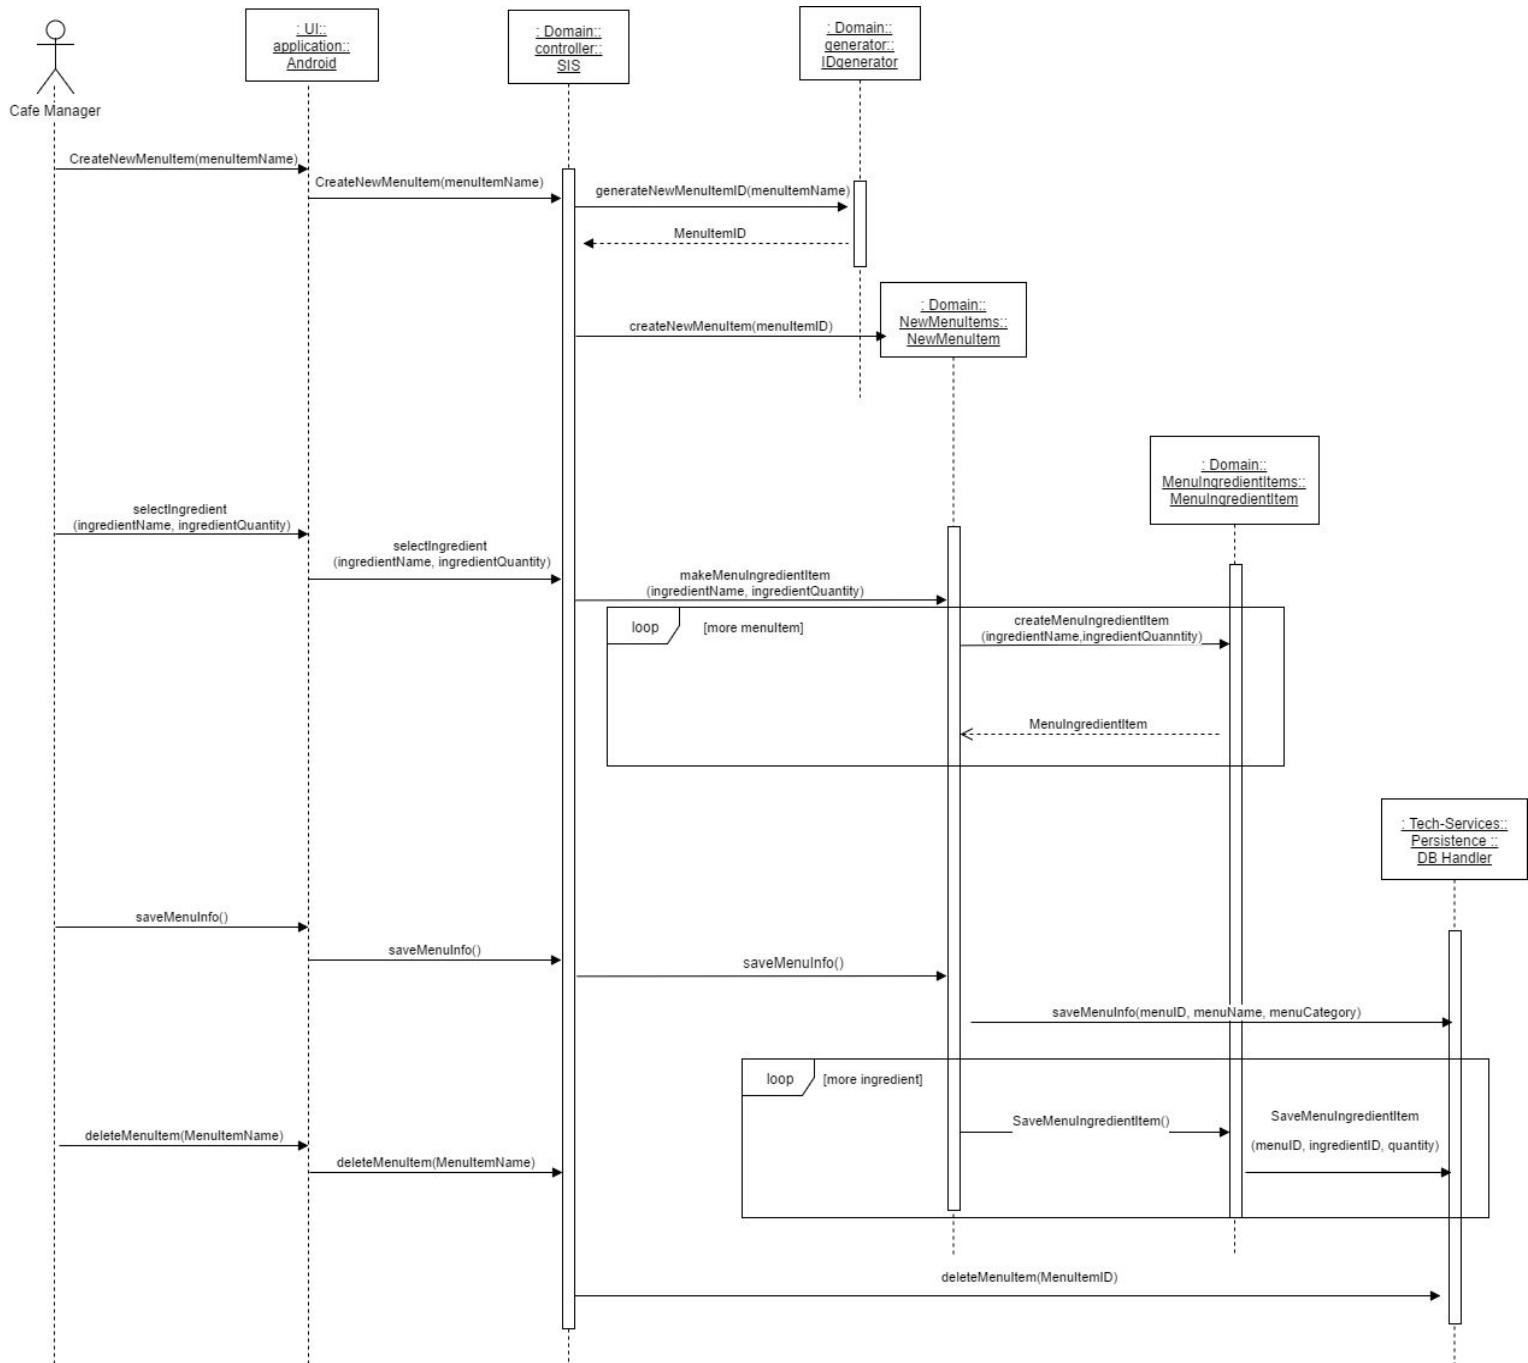 : UI::
application::
Android
: Domain::
controller::
SIS
: Domain::
generator::
IDgenerator
Cafe Manager
CreateNewMenuItem(menuItemName)
CreateNewMenuItem(menuItemName)
generateNewMenuItemID(menuItemName)
MenuItemID
: Domain::
NewMenuItems::
NewMenuItem
createNewMenuItem(menuItemID)
: Domain::
MenuIngredientItems::
MenuIngredientItem
selectIngredient
(ingredientName, ingredientQuantity)
selectIngredient
(ingredientName, ingredientQuantity)
makeMenuIngredientItem
(ingredientName, ingredientQuantity)
loop
[more menuItem]
createMenuIngredientItem
(ingredientName,ingredientQuanntity)
MenuIngredientItem
: Tech-Services::
Persistence ::
DB Handler
saveMenuInfo()
saveMenuInfo()
saveMenuInfo()
saveMenuInfo(menuID, menuName, menuCategory)
loop
[more ingredient]
SaveMenuIngredientItem()
SaveMenuIngredientItem
(menuID, ingredientID, quantity)
deleteMenuItem(MenuItemName)
deleteMenuItem(MenuItemName)
deleteMenuItem(MenuItemID)